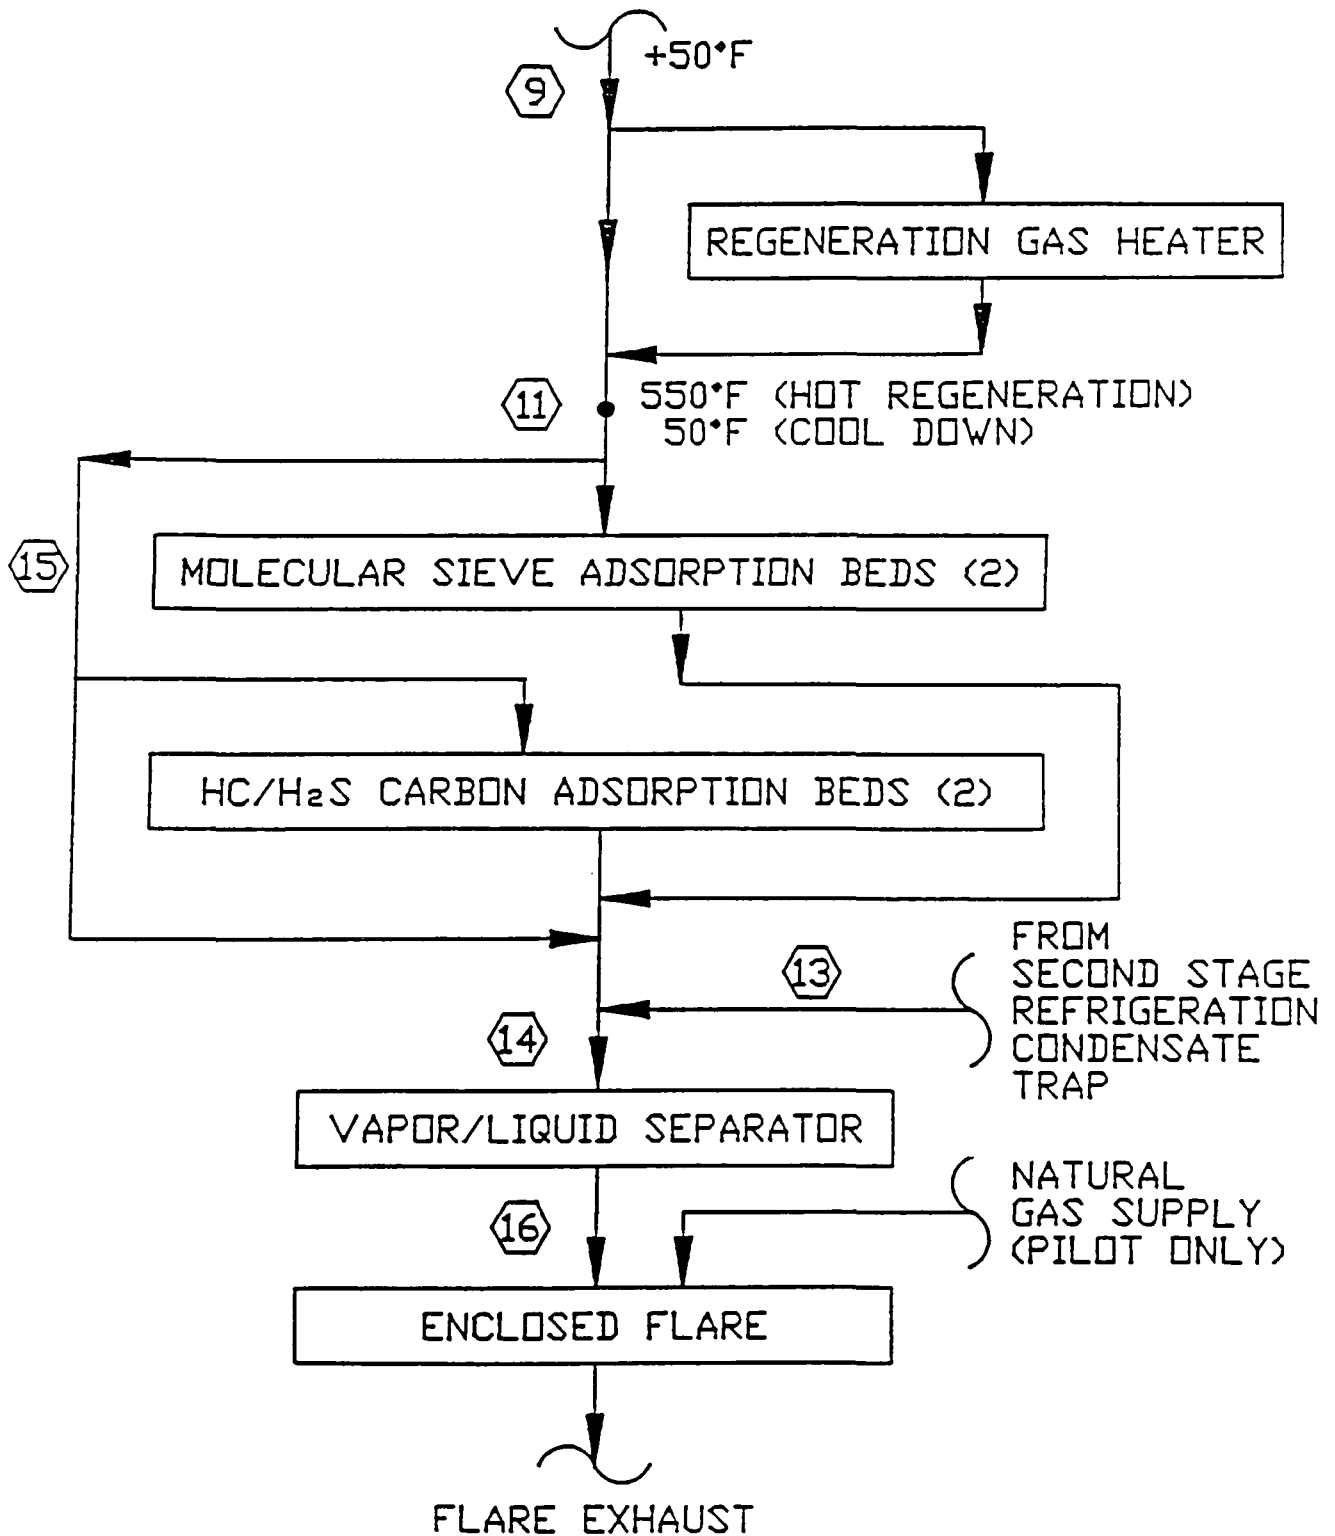 +50°F
9
REGENERATION GAS HEATER
11
550°F (HOT REGENERATION)
50°F (COOL DOWN)
15
MOLECULAR SIEVE ADSORPTION BEDS (2)
HC/H₂S CARBON ADSORPTION BEDS (2)
13
FROM
SECOND STAGE
REFRIGERATION
CONDENSATE
TRAP
14
VAPOR/LIQUID SEPARATOR
NATURAL
GAS SUPPLY
(PILOT ONLY)
16
ENCLOSED FLARE
FLARE EXHAUST